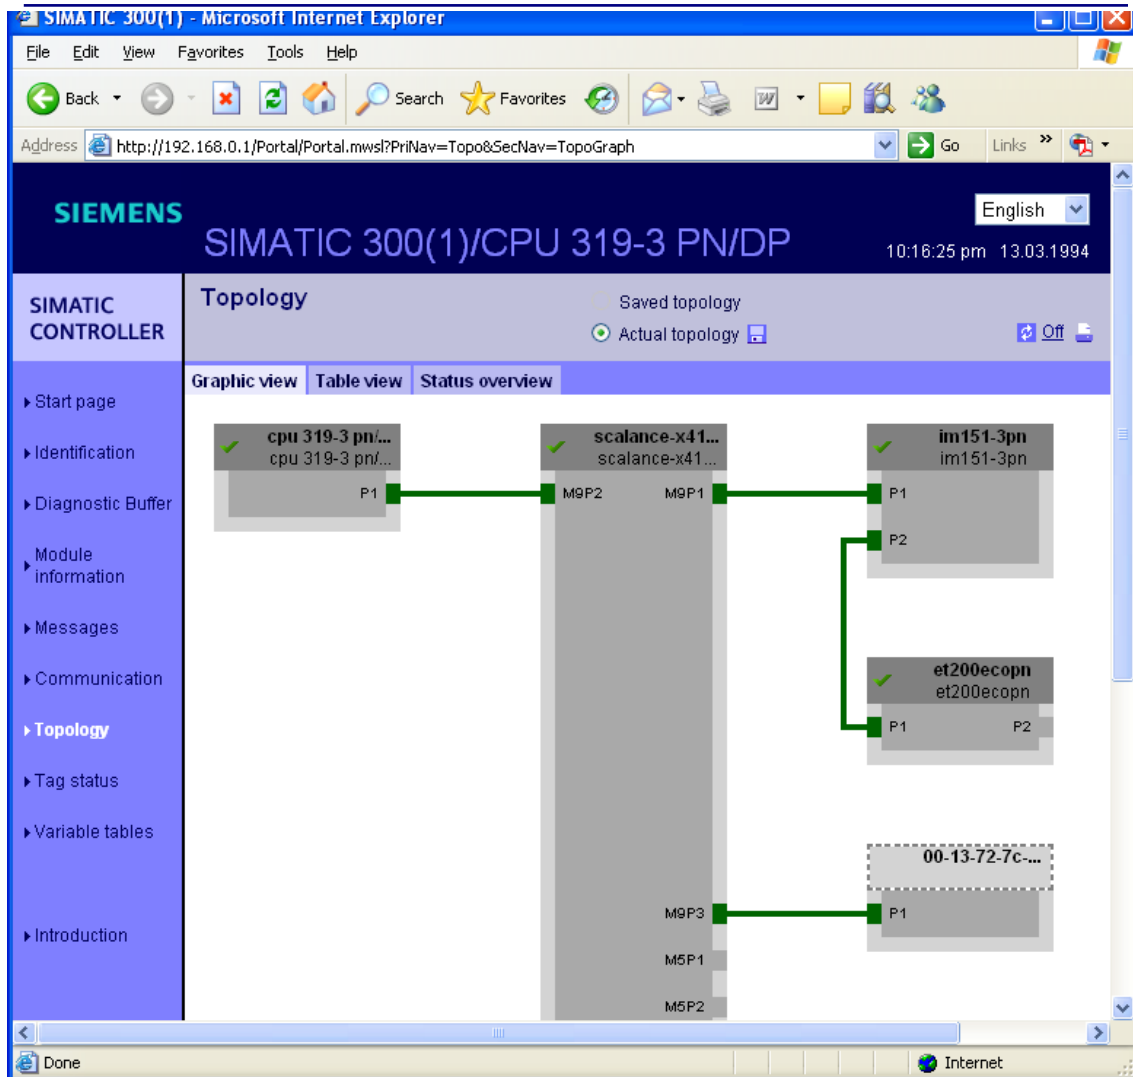 SIMATIC 300(1) - Microsoft Internet Explorer
File Edit View Favorites Tools Help
Back Search Favorites
Address http://192.168.0.1/Portal/Portal.mwsl?PriNav=Topo&SecNav=TopoGraph Go Links »
SIEMENS
English
SIMATIC 300(1)/CPU 319-3 PN/DP
10:16:25 pm 13.03.1994
SIMATIC
CONTROLLER
Topology
Saved topology
Actual topology
Off
Graphic view Table view Status overview
Start page
Identification
Diagnostic Buffer
Module
information
Messages
Communication
Topology
Tag status
Variable tables
Introduction
cpu 319-3 pn/...
cpu 319-3 pn/...
P1
scalance-x41...
scalance-x41...
M9P2 M9P1
im151-3pn
im151-3pn
P1
P2
et200ecopn
et200ecopn
P1 P2
00-13-72-7c-...
M9P3
P1
M5P1
M5P2
Done Internet